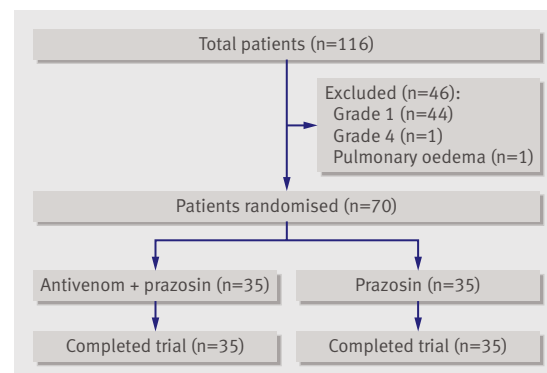 Total patients (n=116)
Excluded (n=46):
Grade 1 (n=44)
Grade 4 (n=1)
Pulmonary oedema (n=1)
Patients randomised (n=70)
Antivenom + prazosin (n=35)
Prazosin (n=35)
Completed trial (n=35)
Completed trial (n=35)